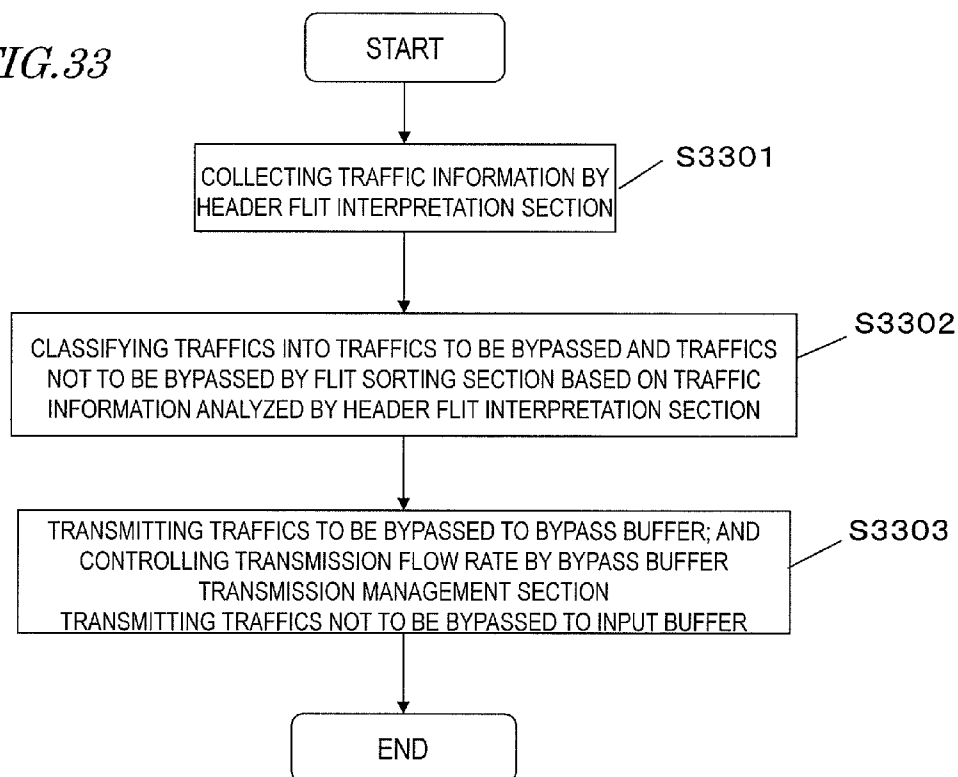 FIG.33
START
S3301
COLLECTING TRAFFIC INFORMATION BY
HEADER FLIT INTERPRETATION SECTION
S3302
CLASSIFYING TRAFFICS INTO TRAFFICS TO BE BYPASSED AND TRAFFICS
NOT TO BE BYPASSED BY FLIT SORTING SECTION BASED ON TRAFFIC
INFORMATION ANALYZED BY HEADER FLIT INTERPRETATION SECTION
S3303
TRANSMITTING TRAFFICS TO BE BYPASSED TO BYPASS BUFFER; AND
CONTROLLING TRANSMISSION FLOW RATE BY BYPASS BUFFER
TRANSMISSION MANAGEMENT SECTION
TRANSMITTING TRAFFICS NOT TO BE BYPASSED TO INPUT BUFFER
END